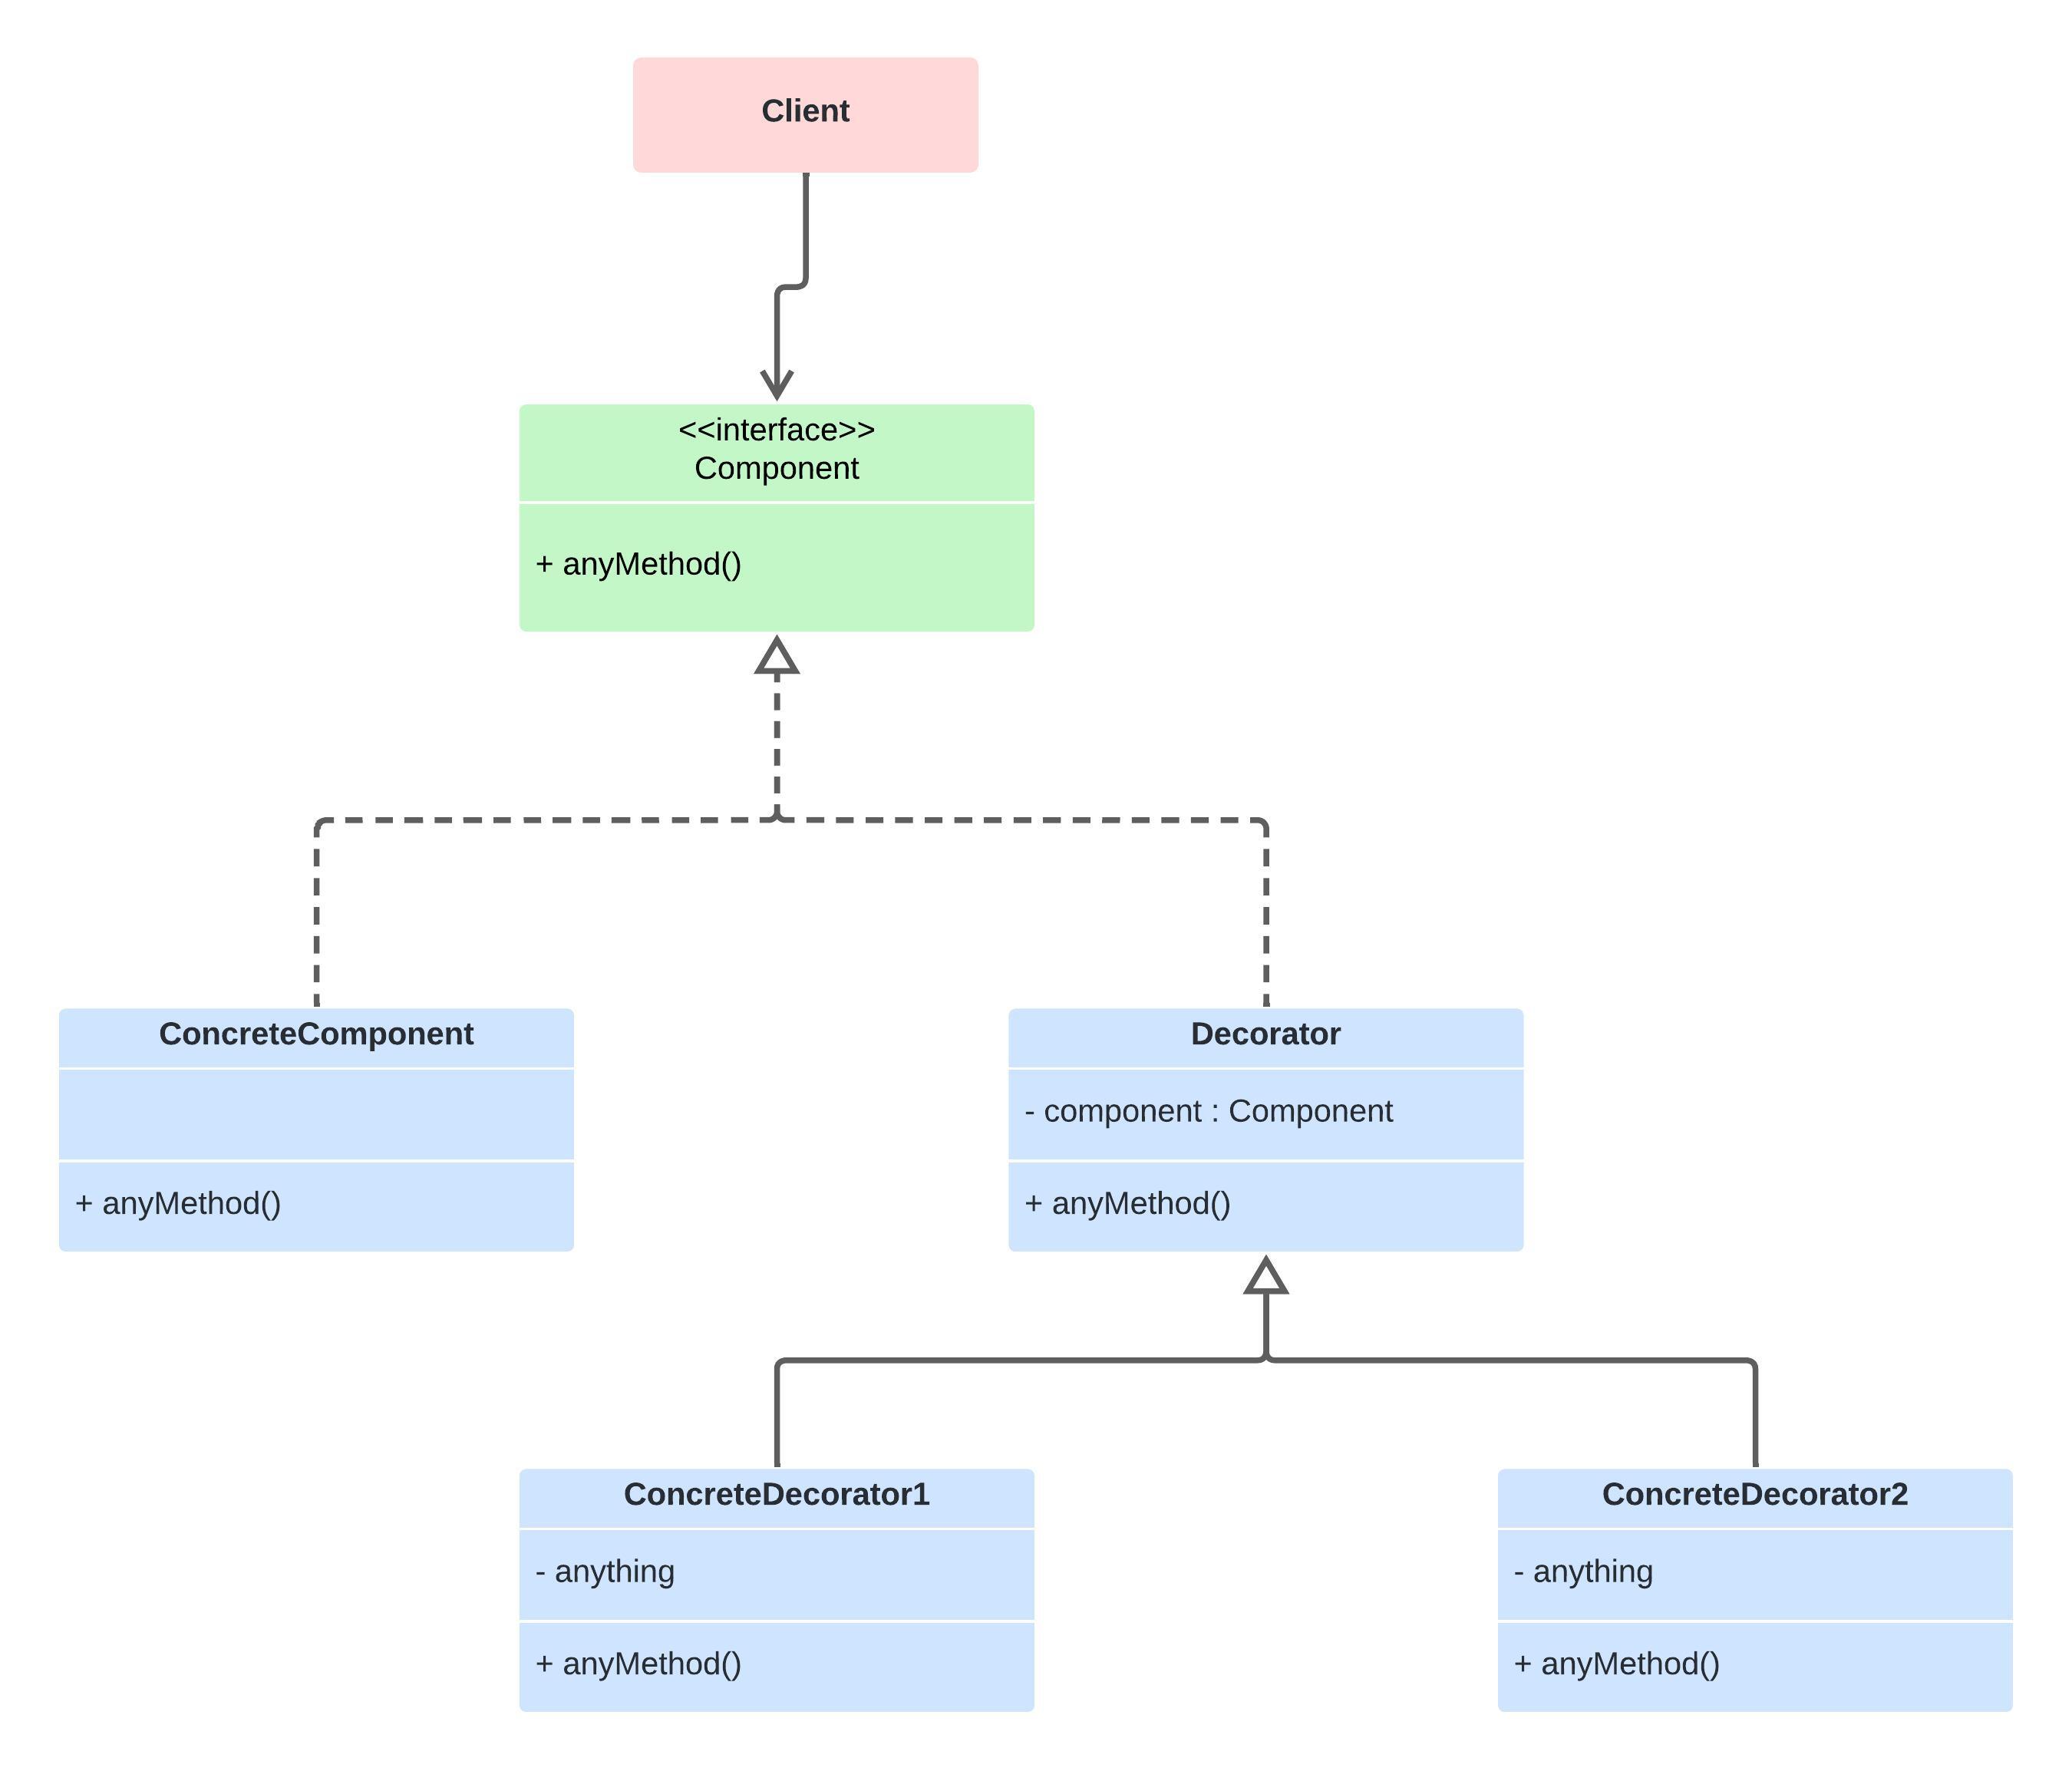 Client
<<interface>>
Component
+ anyMethod()
ConcreteComponent
+ anyMethod()
Decorator
- component : Component
+ anyMethod()
ConcreteDecorator1
- anything
+ anyMethod()
ConcreteDecorator2
- anything
+ anyMethod()